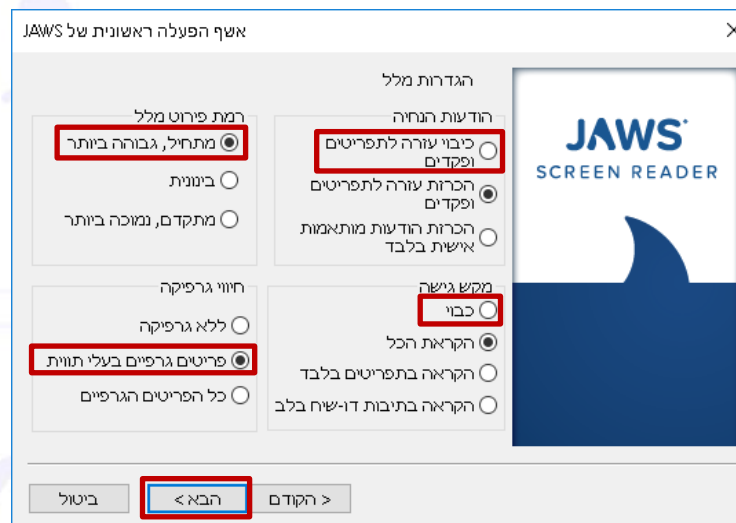 אשף הפעלה ראשונית של JAWS
הגדרות מלל
הודעות הנחיה
כיבוי עזרה לתפריטים
ופקדים
הכרזת עזרה לתפריטים
ופקדים
הכרזת הודעות מותאמות
אישית בלבד
רמת פירוט מלל
מתחיל, גבוהה ביותר
בינונית
מתקדם, נמוכה ביותר
מקש גישה
כבוי
הקראת הכל
הקראה בתפריטים בלבד
הקראה בתיבות דו-שיח בלב
חיווי גרפיקה
ללא גרפיקה
פריטים גרפיים בעלי תווית
כל הפריטים הגרפיים
JAWS
SCREEN READER
< הקודם
הבא >
ביטול